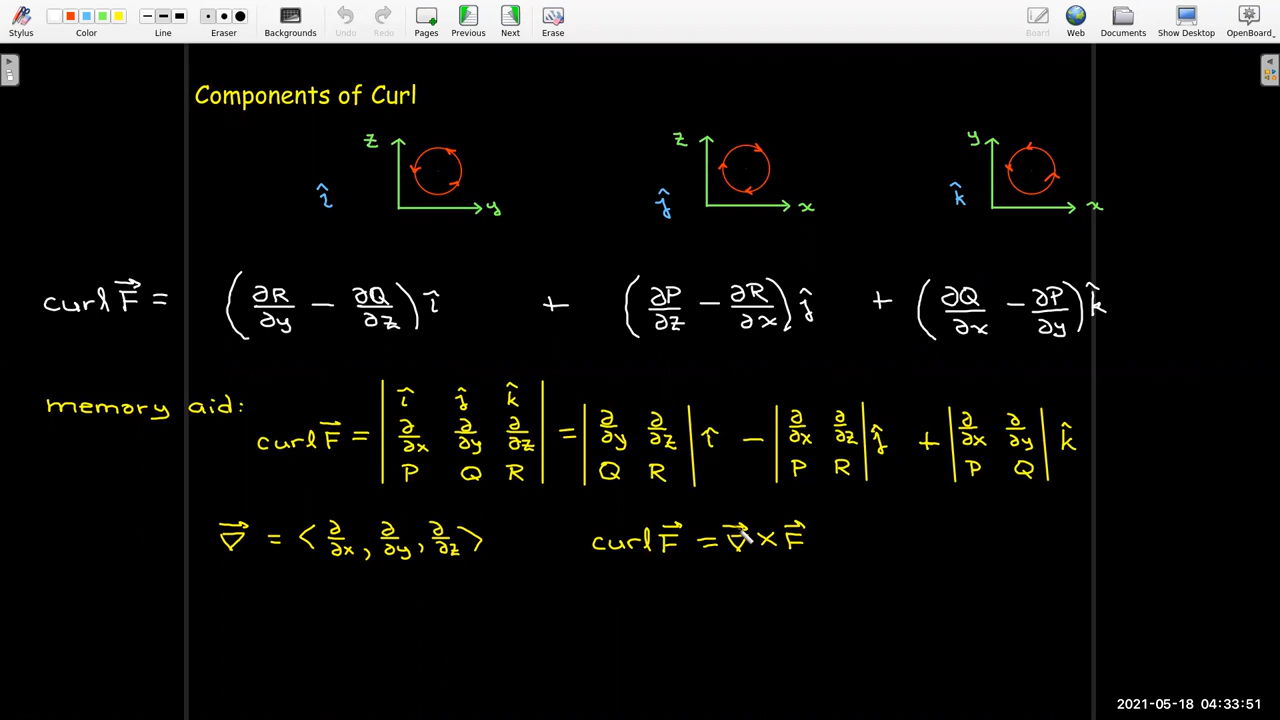 Stylus Color Line Eraser Backgrounds Undo Redo Pages Previous Next Erase Board Web Documents Show Desktop OpenBoard
Components of Curl
z y z x y x
î ĵ k̂
curl F⃗ = (∂R/∂y − ∂Q/∂z) î + (∂P/∂z − ∂R/∂x) ĵ + (∂Q/∂x − ∂P/∂y) k̂
memory aid:
curl F⃗ = | î ĵ k̂ ; ∂/∂x ∂/∂y ∂/∂z ; P Q R | = | ∂/∂y ∂/∂z ; Q R | î − | ∂/∂x ∂/∂z ; P R | ĵ + | ∂/∂x ∂/∂y ; P Q | k̂
∇⃗ = ⟨∂/∂x, ∂/∂y, ∂/∂z⟩ curl F⃗ = ∇⃗ × F⃗
2021-05-18 04:33:51